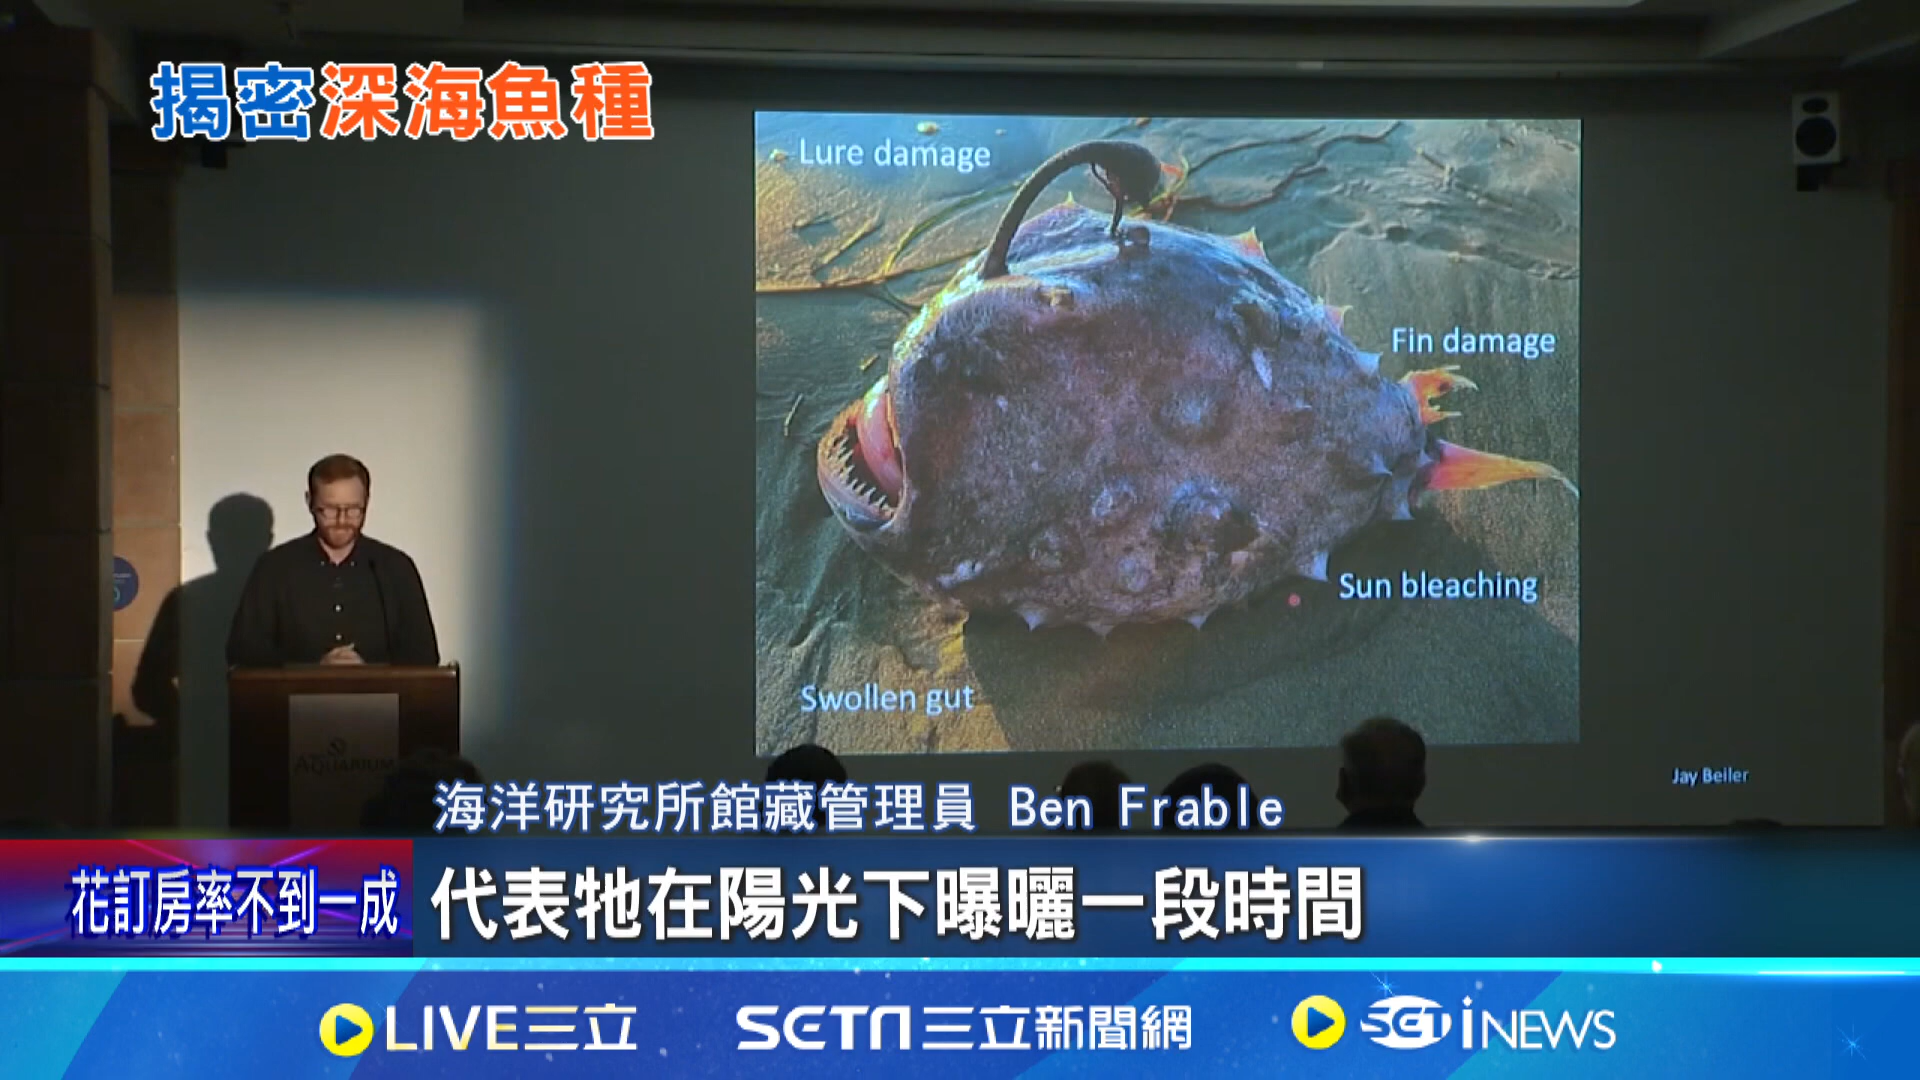 揭密深海魚種
Lure damage
Fin damage
Sun bleaching
Swollen gut
Jay Beiler
AQUARIUM
海洋研究所館藏管理員 Ben Frable
花訂房率不到一成
代表牠在陽光下曝曬一段時間
LIVE三立
SETN三立新聞網
SET iNEWS